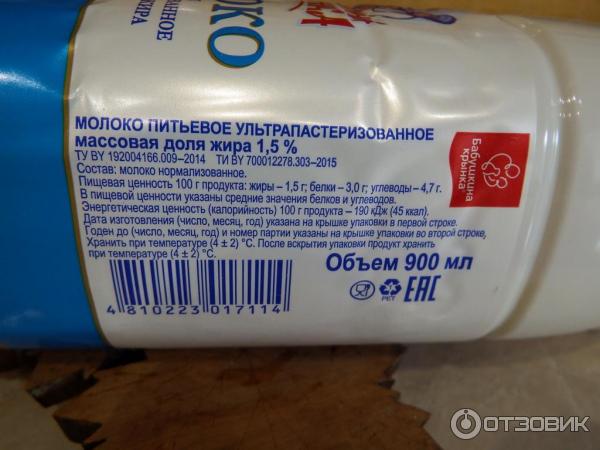 ОКО
МОЛОКО ПИТЬЕВОЕ УЛЬТРАПАСТЕРИЗОВАННОЕ
массовая доля жира 1,5 %
ТУ BY 192004166.009–2014 ТИ BY 700012278.303–2015
Состав: молоко нормализованное.
Пищевая ценность 100 г продукта: жиры – 1,5 г; белки – 3,0 г; углеводы – 4,7 г.
В пищевой ценности указаны средние значения белков и углеводов.
Энергетическая ценность (калорийность) 100 г продукта – 190 кДж (45 ккал).
Дата изготовления (число, месяц, год) указана на крышке упаковки в первой строке.
Годен до (число, месяц, год) и номер партии указаны на крышке упаковки во второй строке.
Хранить при температуре (4 ± 2) °С. После вскрытия упаковки продукт хранить
при температуре (4 ± 2) °С.
Объем 900 мл
PET
EAC
4 810223 017114
Бабушкина
крынка
ОТЗОВИК